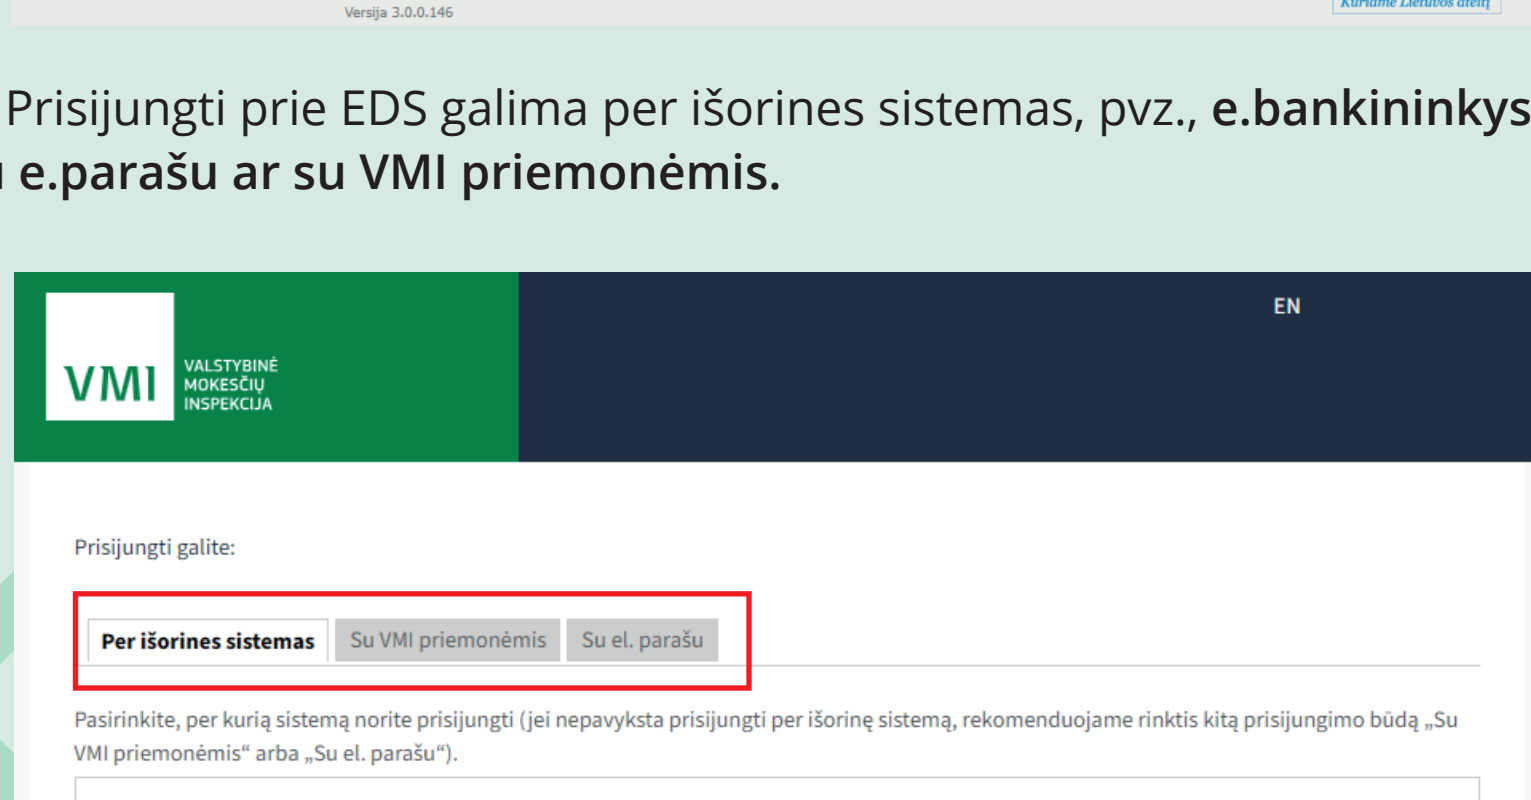 Versija 3.0.0.146
Kuriame Lietuvos ateitį
Prisijungti prie EDS galima per išorines sistemas, pvz., e.bankininkys
e.parašu ar su VMI priemonėmis.
EN
VMI
VALSTYBINĖ
MOKESČIŲ
INSPEKCIJA
Prisijungti galite:
Per išorines sistemas Su VMI priemonėmis Su el. parašu
Pasirinkite, per kurią sistemą norite prisijungti (jei nepavyksta prisijungti per išorinę sistemą, rekomenduojame rinktis kitą prisijungimo būdą „Su
VMI priemonėmis“ arba „Su el. parašu“).